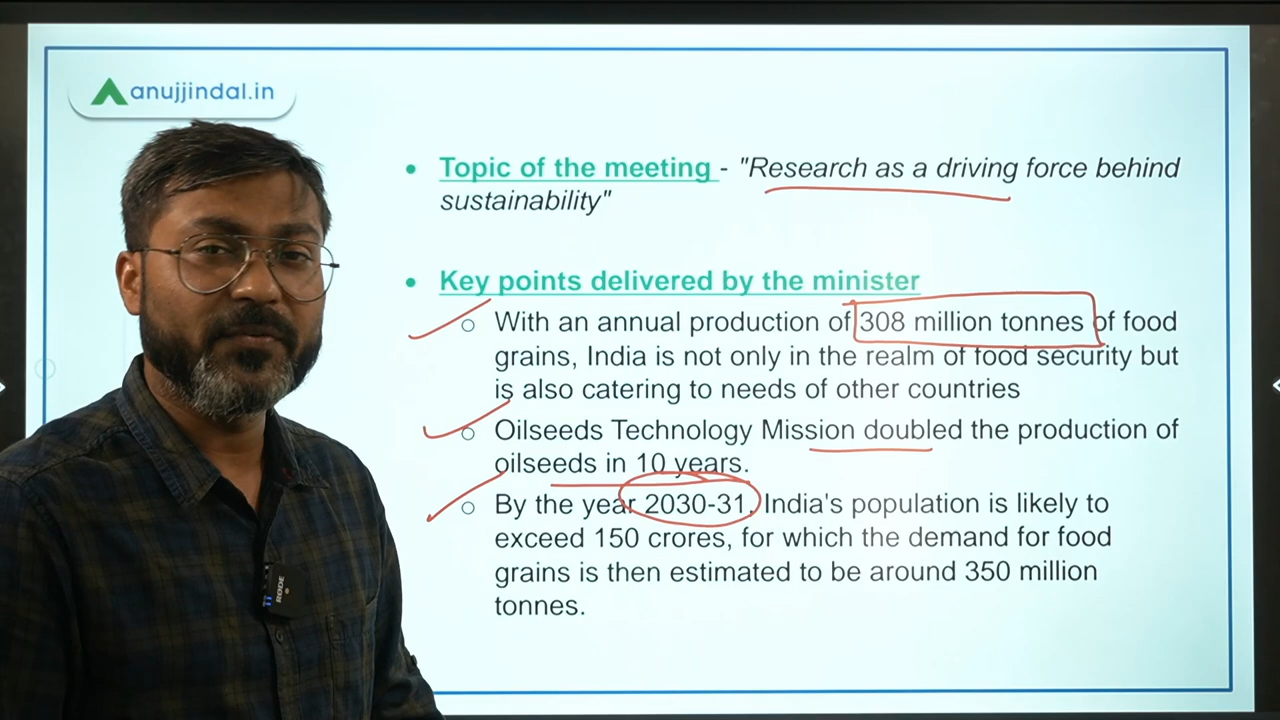 anujjindal.in
• Topic of the meeting - "Research as a driving force behind
sustainability"
• Key points delivered by the minister
o With an annual production of 308 million tonnes of food
grains, India is not only in the realm of food security but
is also catering to needs of other countries
o Oilseeds Technology Mission doubled the production of
oilseeds in 10 years.
o By the year 2030-31, India's population is likely to
exceed 150 crores, for which the demand for food
grains is then estimated to be around 350 million
tonnes.
RODE